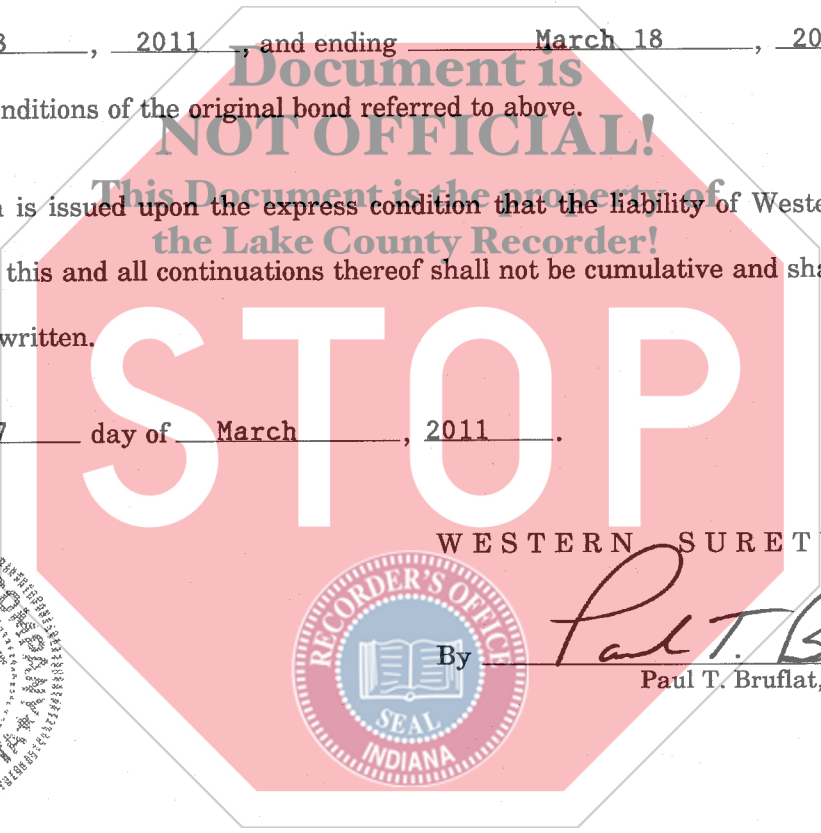 , 2011 , and ending March 18 , 20
Document is
nditions of the original bond referred to above.
NOT OFFICIAL!
This Document is the property of
is issued upon the express condition that the liability of Weste
the Lake County Recorder!
this and all continuations thereof shall not be cumulative and sha
written.
STOP
7 day of March , 2011 .
WESTERN SURET
RECORDER'S OFFICE
SEAL
INDIANA
COMPANY
By Paul T. B
Paul T. Bruflat,